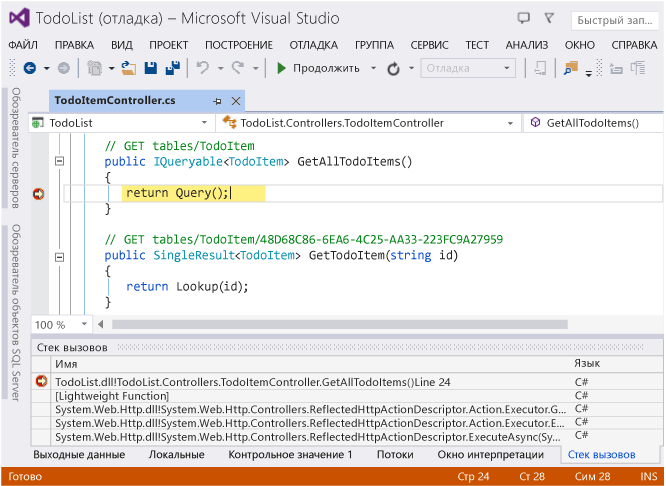 TodoList (отладка) – Microsoft Visual Studio
Быстрый зап...
ФАЙЛ ПРАВКА ВИД ПРОЕКТ ПОСТРОЕНИЕ ОТЛАДКА ГРУППА СЕРВИС ТЕСТ АНАЛИЗ ОКНО СПРАВКА
Продолжить Отладка
Обозреватель серверов
Обозреватель объектов SQL Server
TodoItemController.cs
TodoList TodoList.Controllers.TodoItemController GetAllTodoItems()
// GET tables/TodoItem
public IQueryable<TodoItem> GetAllTodoItems()
{
return Query();
}
// GET tables/TodoItem/48D68C86-6EA6-4C25-AA33-223FC9A27959
public SingleResult<TodoItem> GetTodoItem(string id)
{
return Lookup(id);
}
100 %
Стек вызовов
Имя Язык
TodoList.dll!TodoList.Controllers.TodoItemController.GetAllTodoItems()Line 24 C#
[Lightweight Function] C#
System.Web.Http.dll!System.Web.Http.Controllers.ReflectedHttpActionDescriptor.Action.Executor.G... C#
System.Web.Http.dll!System.Web.Http.Controllers.ReflectedHttpActionDescriptor.Action.Executor.E... C#
System.Web.Http.dll!System.Web.Http.Controllers.ReflectedHttpActionDescriptor.ExecuteAsync(Sy... C#
Выходные данные Локальные Контрольное значение 1 Потоки Окно интерпретации Стек вызовов
Готово Стр 24 Ст 28 Сим 28 INS